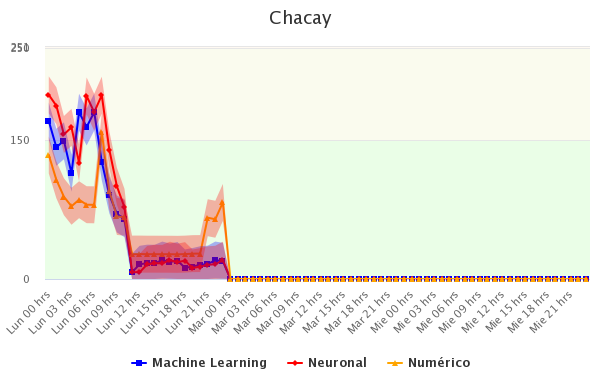 Chacay
250
150
0
Lun 00 hrs
Lun 03 hrs
Lun 06 hrs
Lun 09 hrs
Lun 12 hrs
Lun 15 hrs
Lun 18 hrs
Lun 21 hrs
Mar 00 hrs
Mar 03 hrs
Mar 06 hrs
Mar 09 hrs
Mar 12 hrs
Mar 15 hrs
Mar 18 hrs
Mar 21 hrs
Mie 00 hrs
Mie 03 hrs
Mie 06 hrs
Mie 09 hrs
Mie 12 hrs
Mie 15 hrs
Mie 18 hrs
Mie 21 hrs
Machine Learning Neuronal Numérico